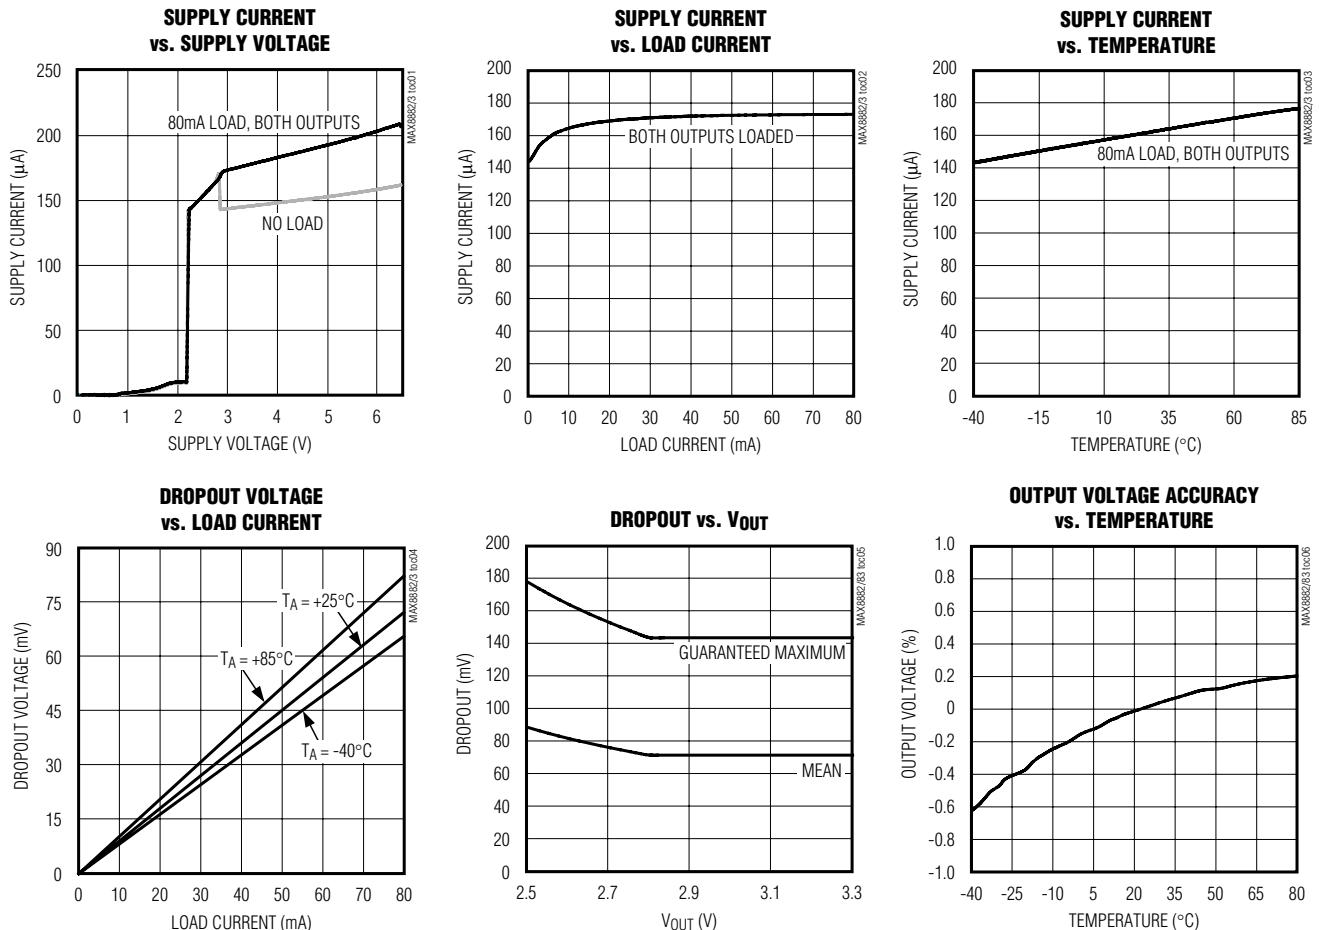 SUPPLY CURRENT
vs. SUPPLY VOLTAGE
250
200
150
100
50
0
0 1 2 3 4 5 6
SUPPLY CURRENT (µA)
SUPPLY VOLTAGE (V)
80mA LOAD, BOTH OUTPUTS
NO LOAD
MAX8882/3 toc01
SUPPLY CURRENT
vs. LOAD CURRENT
200
180
160
140
120
100
80
60
40
20
0
0 10 20 30 40 50 60 70 80
SUPPLY CURRENT (µA)
LOAD CURRENT (mA)
BOTH OUTPUTS LOADED
MAX8882/3 toc02
SUPPLY CURRENT
vs. TEMPERATURE
200
180
160
140
120
100
80
60
40
20
0
-40 -15 10 35 60 85
SUPPLY CURRENT (µA)
TEMPERATURE (°C)
80mA LOAD, BOTH OUTPUTS
MAX8882/3 toc03
DROPOUT VOLTAGE
vs. LOAD CURRENT
90
75
60
45
30
15
0
0 10 20 30 40 50 60 70 80
DROPOUT VOLTAGE (mV)
LOAD CURRENT (mA)
TA = +25°C
TA = +85°C
TA = -40°C
MAX8882/3 toc04
DROPOUT vs. VOUT
200
180
160
140
120
100
80
60
40
20
0
2.5 2.7 2.9 3.1 3.3
DROPOUT (mV)
VOUT (V)
GUARANTEED MAXIMUM
MEAN
MAX8882/83 toc05
OUTPUT VOLTAGE ACCURACY
vs. TEMPERATURE
1.0
0.8
0.6
0.4
0.2
0
-0.2
-0.4
-0.6
-0.8
-1.0
-40 -25 -10 5 20 35 50 65 80
OUTPUT VOLTAGE (%)
TEMPERATURE (°C)
MAX8882/83 toc06